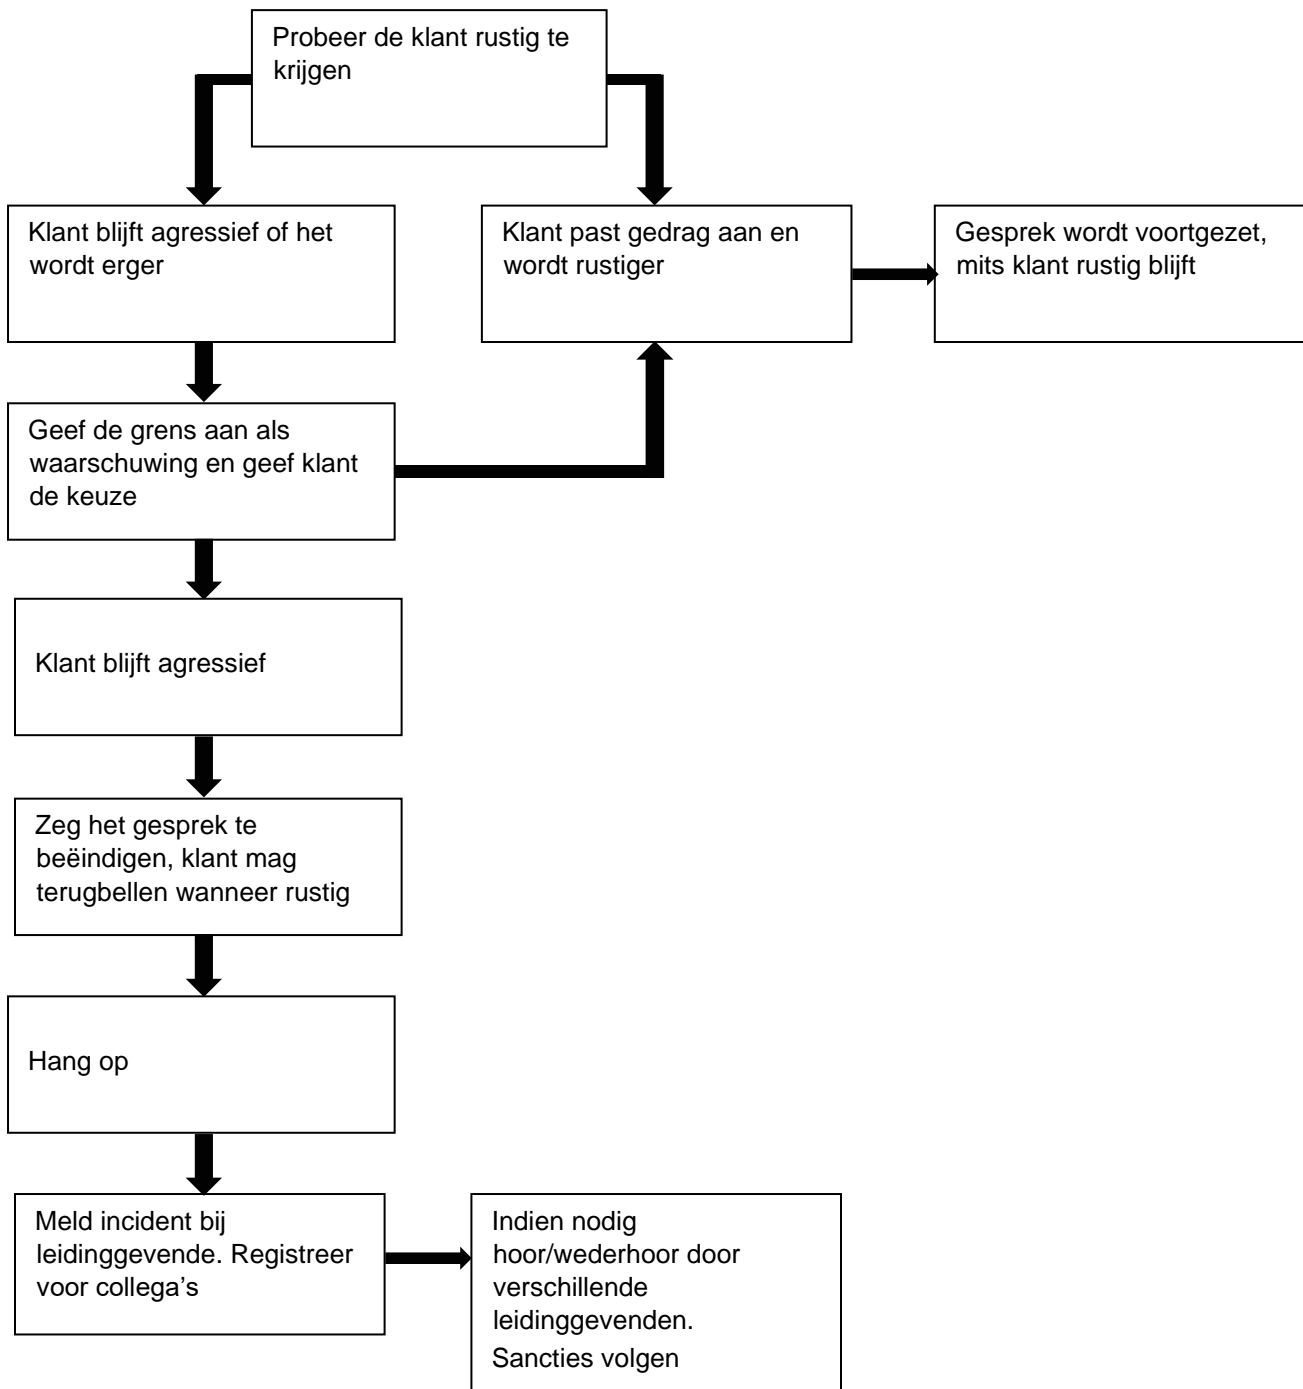 Probeer de klant rustig te
krijgen
Klant blijft agressief of het
wordt erger
Klant past gedrag aan en
wordt rustiger
Gesprek wordt voortgezet,
mits klant rustig blijft
Geef de grens aan als
waarschuwing en geef klant
de keuze
Klant blijft agressief
Zeg het gesprek te
beëindigen, klant mag
terugbellen wanneer rustig
Hang op
Meld incident bij
leidinggevende. Registreer
voor collega’s
Indien nodig
hoor/wederhoor door
verschillende
leidinggevenden.
Sancties volgen